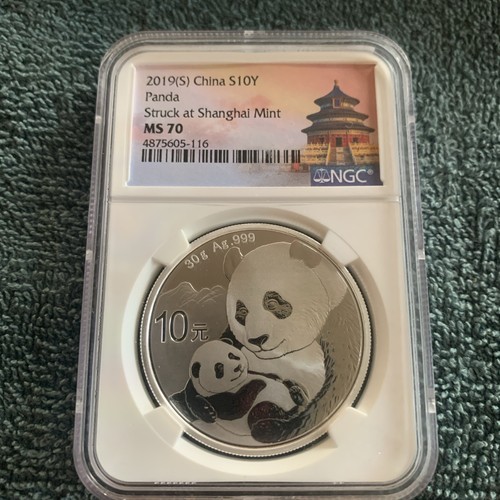 2019(S) China S10Y
Panda
Struck at Shanghai Mint
MS 70
4875605-116
NGC
30g Ag.999
10元